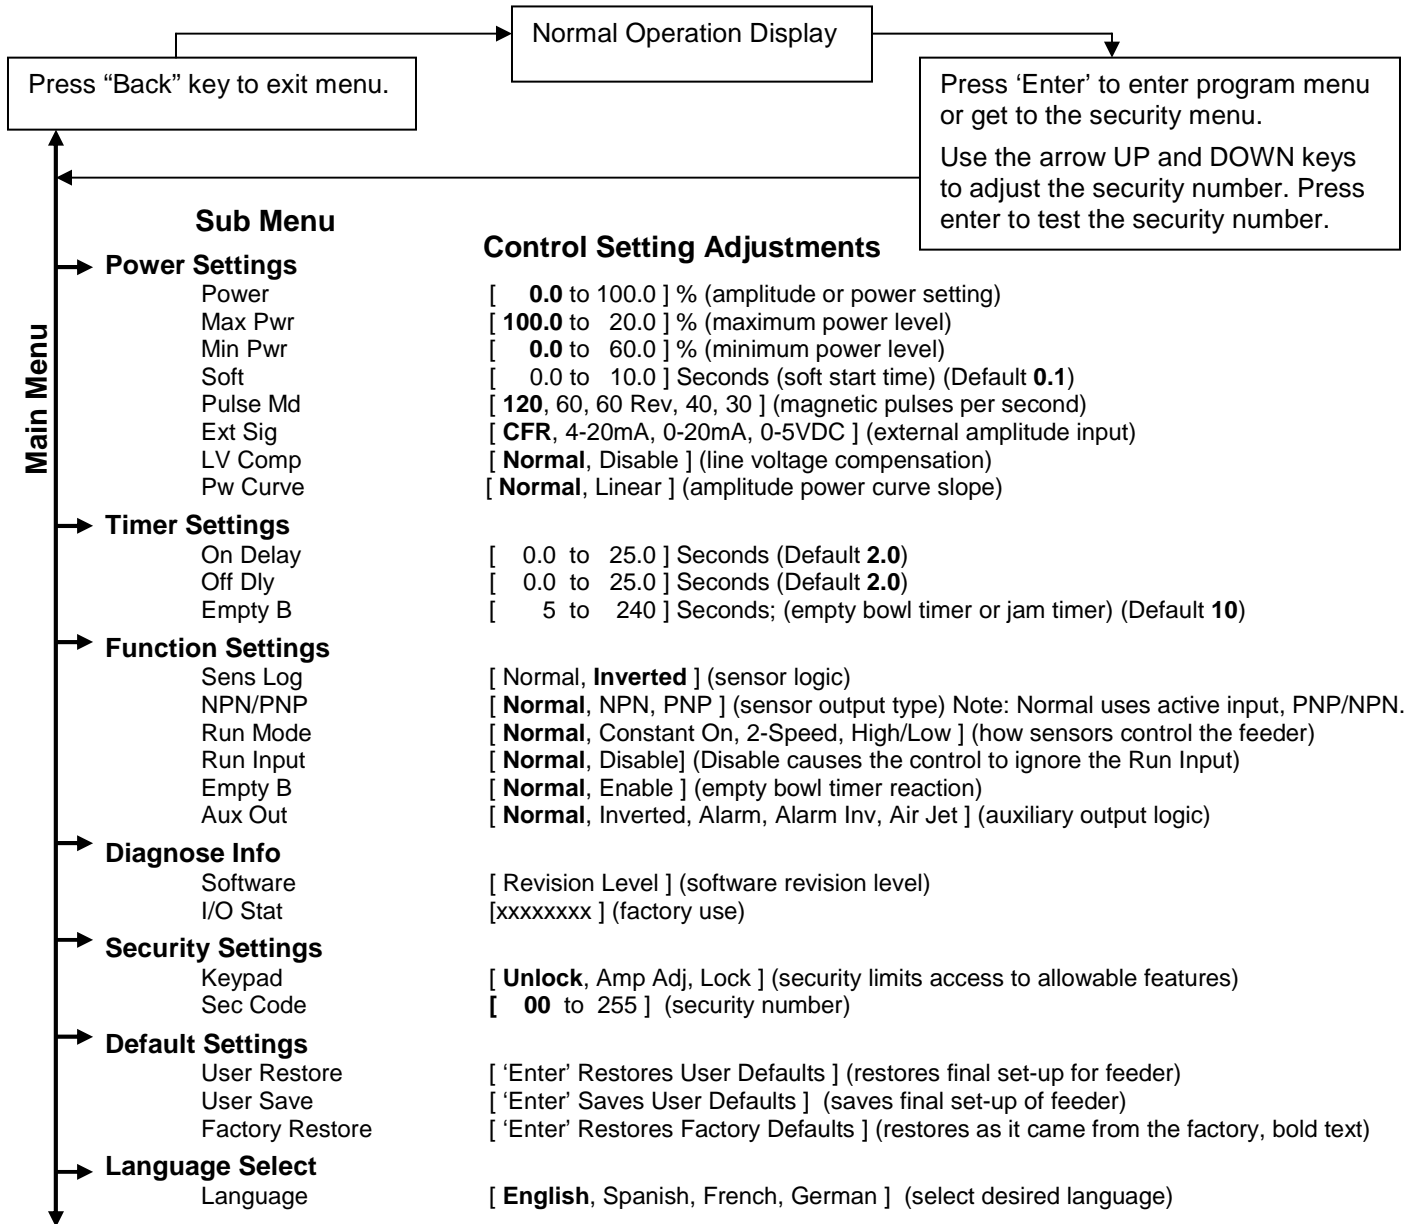 Normal Operation Display
Press “Back” key to exit menu.
Press ‘Enter’ to enter program menu
or get to the security menu.
Use the arrow UP and DOWN keys
to adjust the security number. Press
enter to test the security number.
Main Menu
Sub Menu
Control Setting Adjustments
Power Settings
Power [ 0.0 to 100.0 ] % (amplitude or power setting)
Max Pwr [ 100.0 to 20.0 ] % (maximum power level)
Min Pwr [ 0.0 to 60.0 ] % (minimum power level)
Soft [ 0.0 to 10.0 ] Seconds (soft start time) (Default 0.1)
Pulse Md [ 120, 60, 60 Rev, 40, 30 ] (magnetic pulses per second)
Ext Sig [ CFR, 4-20mA, 0-20mA, 0-5VDC ] (external amplitude input)
LV Comp [ Normal, Disable ] (line voltage compensation)
Pw Curve [ Normal, Linear ] (amplitude power curve slope)
Timer Settings
On Delay [ 0.0 to 25.0 ] Seconds (Default 2.0)
Off Dly [ 0.0 to 25.0 ] Seconds (Default 2.0)
Empty B [ 5 to 240 ] Seconds; (empty bowl timer or jam timer) (Default 10)
Function Settings
Sens Log [ Normal, Inverted ] (sensor logic)
NPN/PNP [ Normal, NPN, PNP ] (sensor output type) Note: Normal uses active input, PNP/NPN.
Run Mode [ Normal, Constant On, 2-Speed, High/Low ] (how sensors control the feeder)
Run Input [ Normal, Disable] (Disable causes the control to ignore the Run Input)
Empty B [ Normal, Enable ] (empty bowl timer reaction)
Aux Out [ Normal, Inverted, Alarm, Alarm Inv, Air Jet ] (auxiliary output logic)
Diagnose Info
Software [ Revision Level ] (software revision level)
I/O Stat [xxxxxxxx ] (factory use)
Security Settings
Keypad [ Unlock, Amp Adj, Lock ] (security limits access to allowable features)
Sec Code [ 00 to 255 ] (security number)
Default Settings
User Restore [ ‘Enter’ Restores User Defaults ] (restores final set-up for feeder)
User Save [ ‘Enter’ Saves User Defaults ] (saves final set-up of feeder)
Factory Restore [ ‘Enter’ Restores Factory Defaults ] (restores as it came from the factory, bold text)
Language Select
Language [ English, Spanish, French, German ] (select desired language)